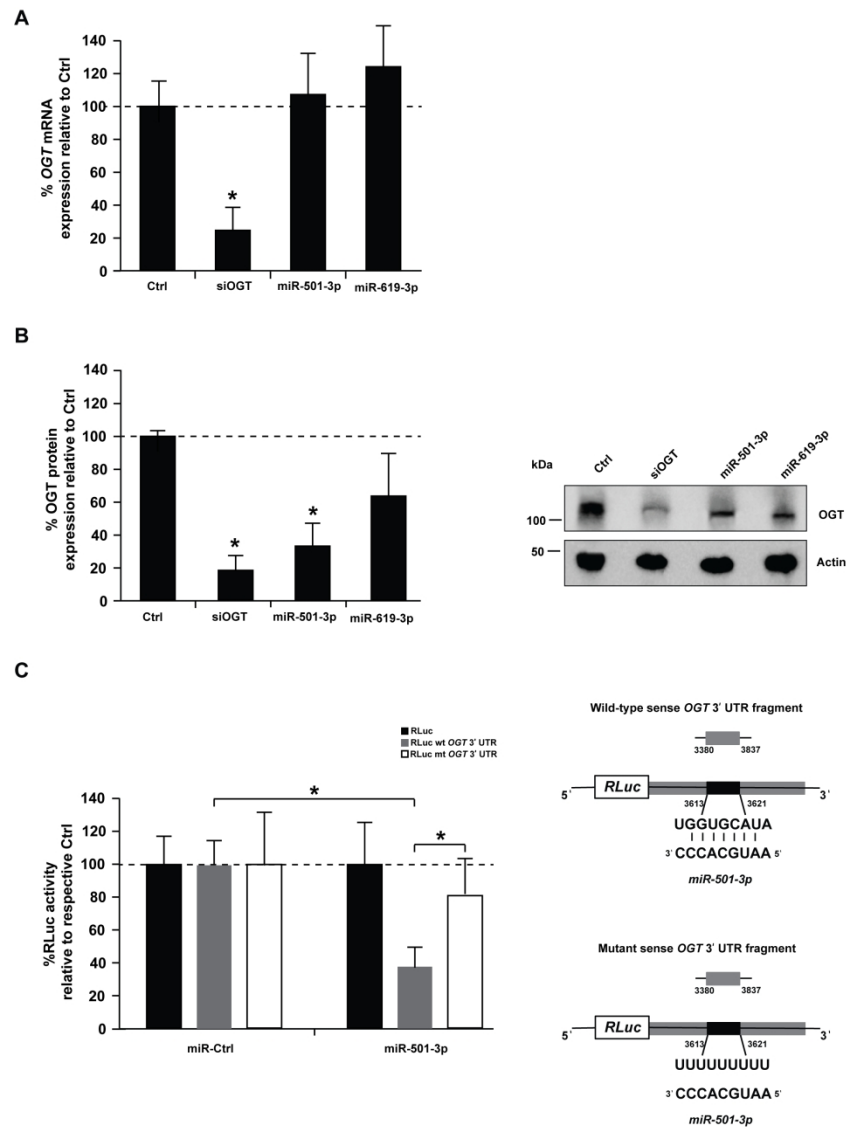 A
% OGT mRNA
expression relative to Ctrl
140
120
100
80
60
40
20
0
*
Ctrl
siOGT
miR-501-3p
miR-619-3p
B
% OGT protein
expression relative to Ctrl
140
120
100
80
60
40
20
0
*
*
Ctrl
siOGT
miR-501-3p
miR-619-3p
kDa
Ctrl
siOGT
miR-501-3p
miR-619-3p
100
OGT
50
Actin
C
RLuc
RLuc wt OGT 3′ UTR
RLuc mt OGT 3′ UTR
%RLuc activity
relative to respective Ctrl
140
120
100
80
60
40
20
0
*
*
miR-Ctrl
miR-501-3p
Wild-type sense OGT 3′ UTR fragment
3380 3837
5′ RLuc 3′
3613 3621
UGGUGCAUA
3′ CCCACGUAA 5′
miR-501-3p
Mutant sense OGT 3′ UTR fragment
3380 3837
5′ RLuc 3′
3613 3621
UUUUUUUUU
3′ CCCACGUAA 5′
miR-501-3p